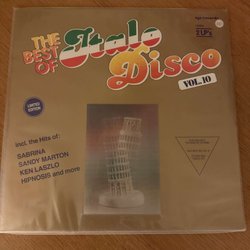 THE
BEST
OF
Italo
Disco
VOL. 10
2 LP's
LIMITED
EDITION
incl. the Hits of:
SABRINA
SANDY MARTON
KEN LASZLO
HIPNOSIS and more